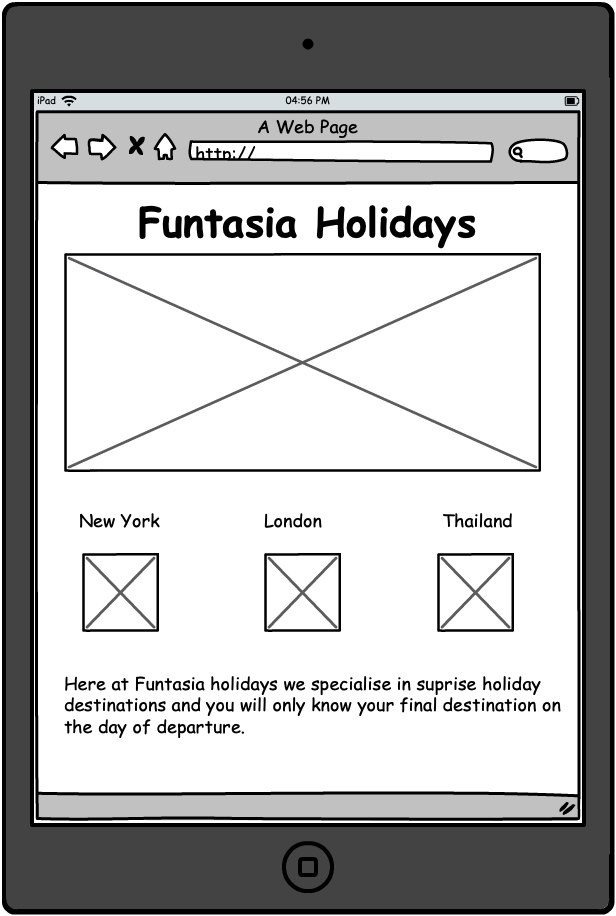 iPad
04:56 PM
A Web Page
http://
Funtasia Holidays
New York London Thailand
Here at Funtasia holidays we specialise in suprise holiday
destinations and you will only know your final destination on
the day of departure.